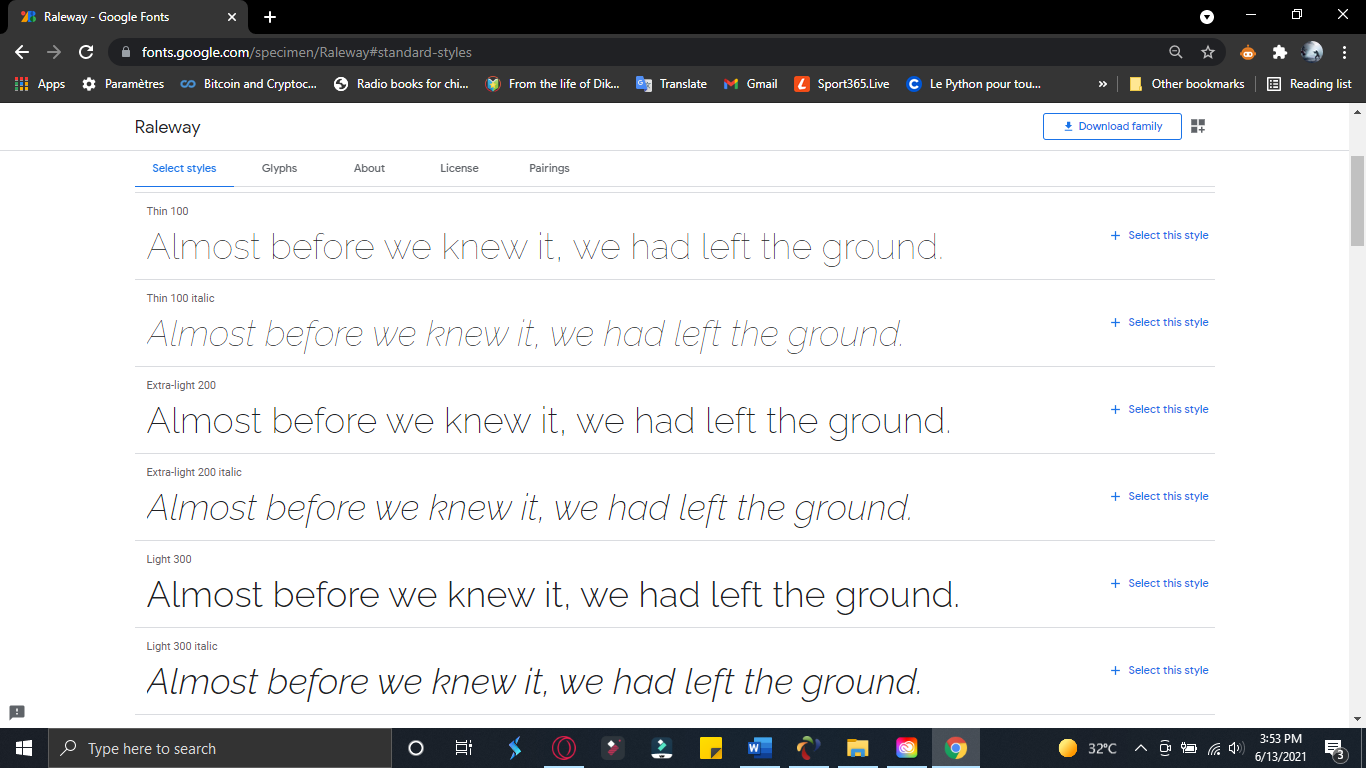 Raleway - Google Fonts
fonts.google.com/specimen/Raleway#standard-styles
Apps Paramètres Bitcoin and Cryptoc... Radio books for chi... From the life of Dik... Translate Gmail Sport365.Live Le Python pour tou... » Other bookmarks Reading list
Raleway Download family
Select styles Glyphs About License Pairings
Thin 100
Almost before we knew it, we had left the ground.
+ Select this style
Thin 100 italic
Almost before we knew it, we had left the ground.
+ Select this style
Extra-light 200
Almost before we knew it, we had left the ground.
+ Select this style
Extra-light 200 italic
Almost before we knew it, we had left the ground.
+ Select this style
Light 300
Almost before we knew it, we had left the ground.
+ Select this style
Light 300 italic
Almost before we knew it, we had left the ground.
+ Select this style
Type here to search
32°C
3:53 PM
6/13/2021
3